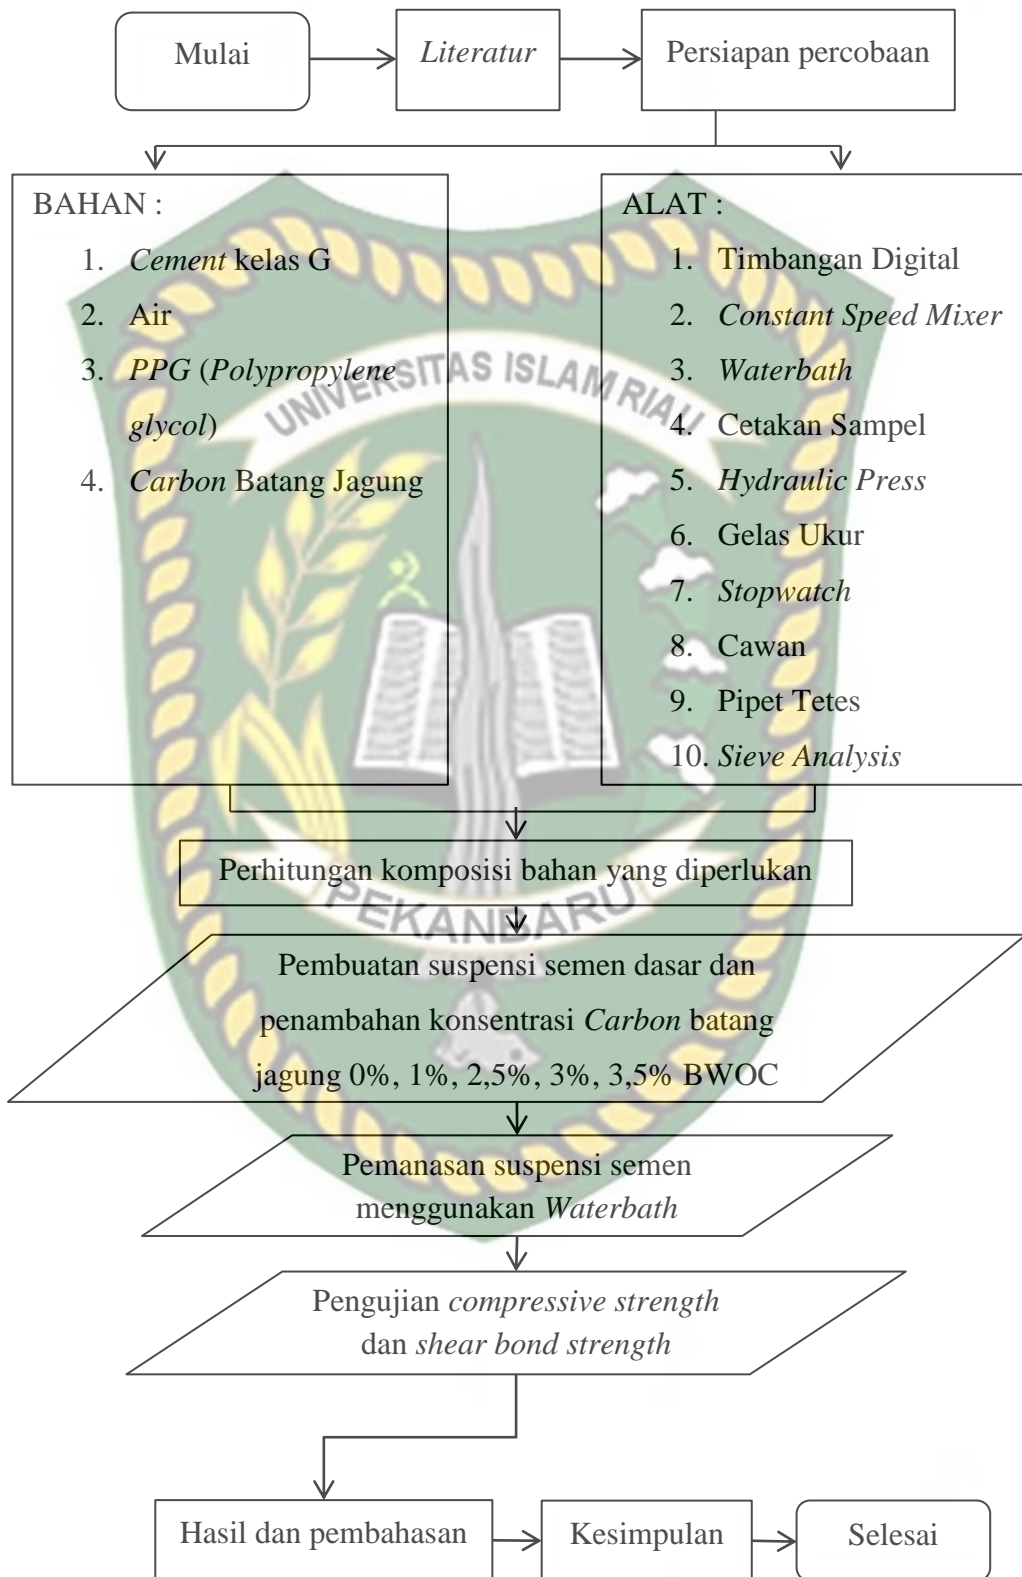 Mulai
Literatur
Persiapan percobaan
BAHAN :
1. Cement kelas G
2. Air
3. PPG (Polypropylene
glycol)
4. Carbon Batang Jagung
ALAT :
1. Timbangan Digital
2. Constant Speed Mixer
3. Waterbath
4. Cetakan Sampel
5. Hydraulic Press
6. Gelas Ukur
7. Stopwatch
8. Cawan
9. Pipet Tetes
10. Sieve Analysis
UNIVERSITAS ISLAM RIAU
Perhitungan komposisi bahan yang diperlukan
PEKANBARU
Pembuatan suspensi semen dasar dan
penambahan konsentrasi Carbon batang
jagung 0%, 1%, 2,5%, 3%, 3,5% BWOC
Pemanasan suspensi semen
menggunakan Waterbath
Pengujian compressive strength
dan shear bond strength
Hasil dan pembahasan
Kesimpulan
Selesai